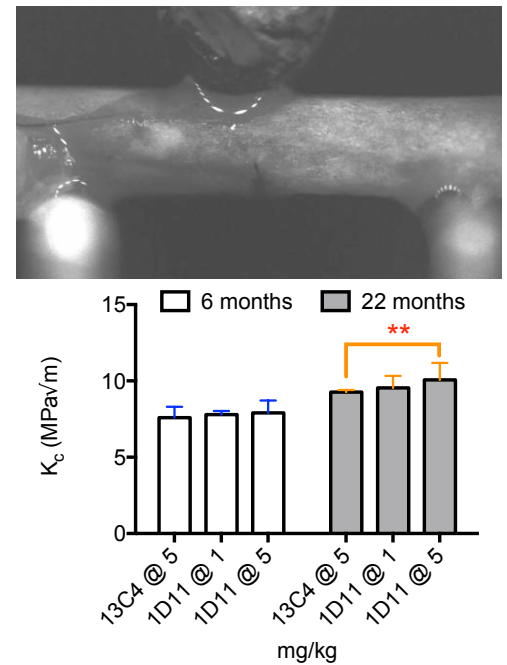 15
6 months
22 months
**
10
5
0
Kc (MPa√m)
13C4 @ 5
1D11 @ 1
1D11 @ 5
13C4 @ 5
1D11 @ 1
1D11 @ 5
mg/kg